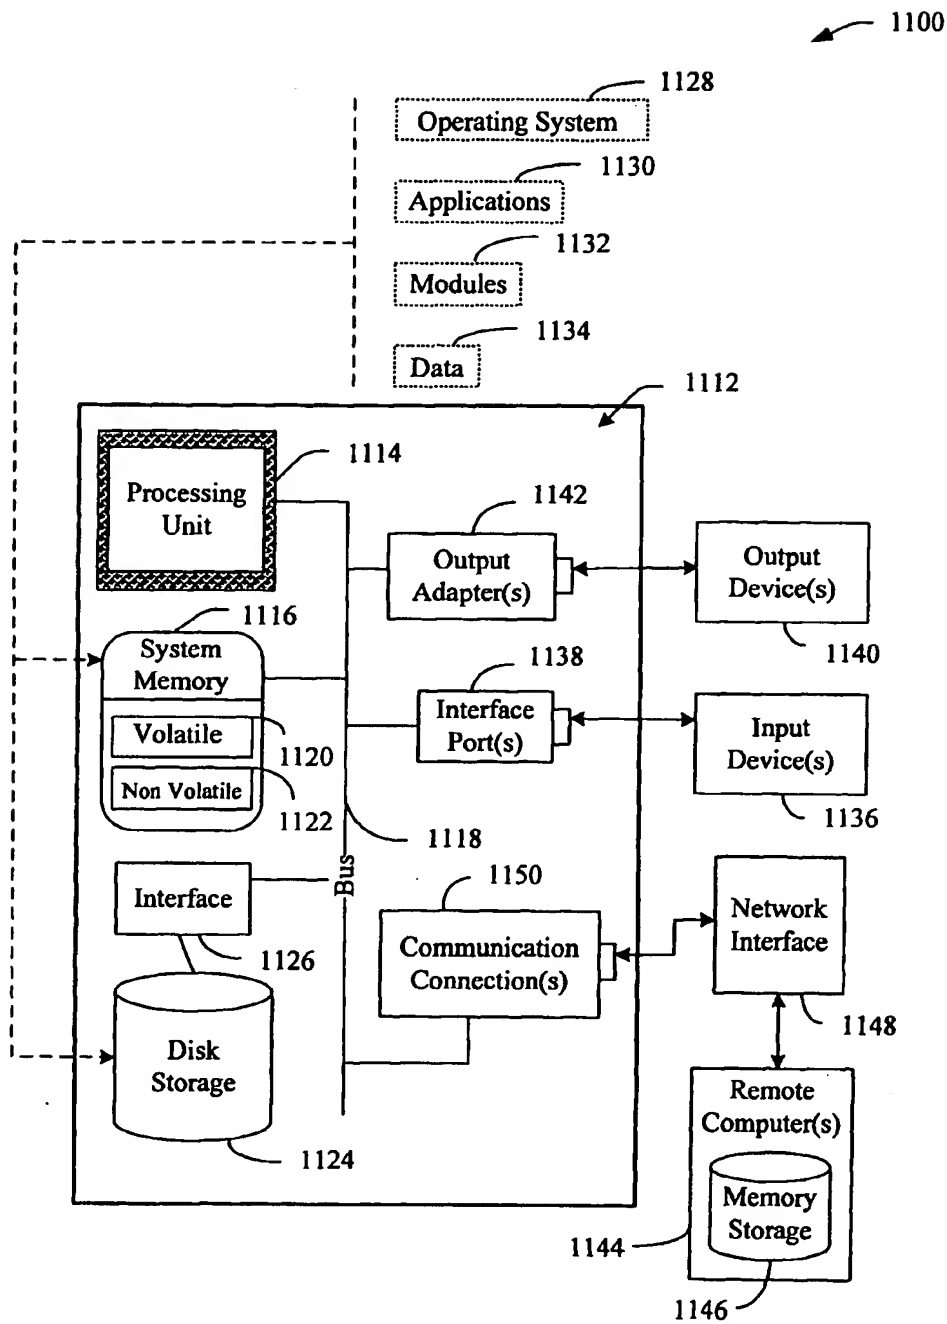 1100
1128
Operating System
1130
Applications
1132
Modules
1134
Data
1112
1114
Processing
Unit
1142
Output
Adapter(s)
Output
Device(s)
1140
1116
System
Memory
Volatile
1120
Non Volatile
1122
1138
Interface
Port(s)
Input
Device(s)
1136
1118
Bus
Interface
1126
1150
Communication
Connection(s)
Network
Interface
1148
Disk
Storage
1124
Remote
Computer(s)
Memory
Storage
1144
1146